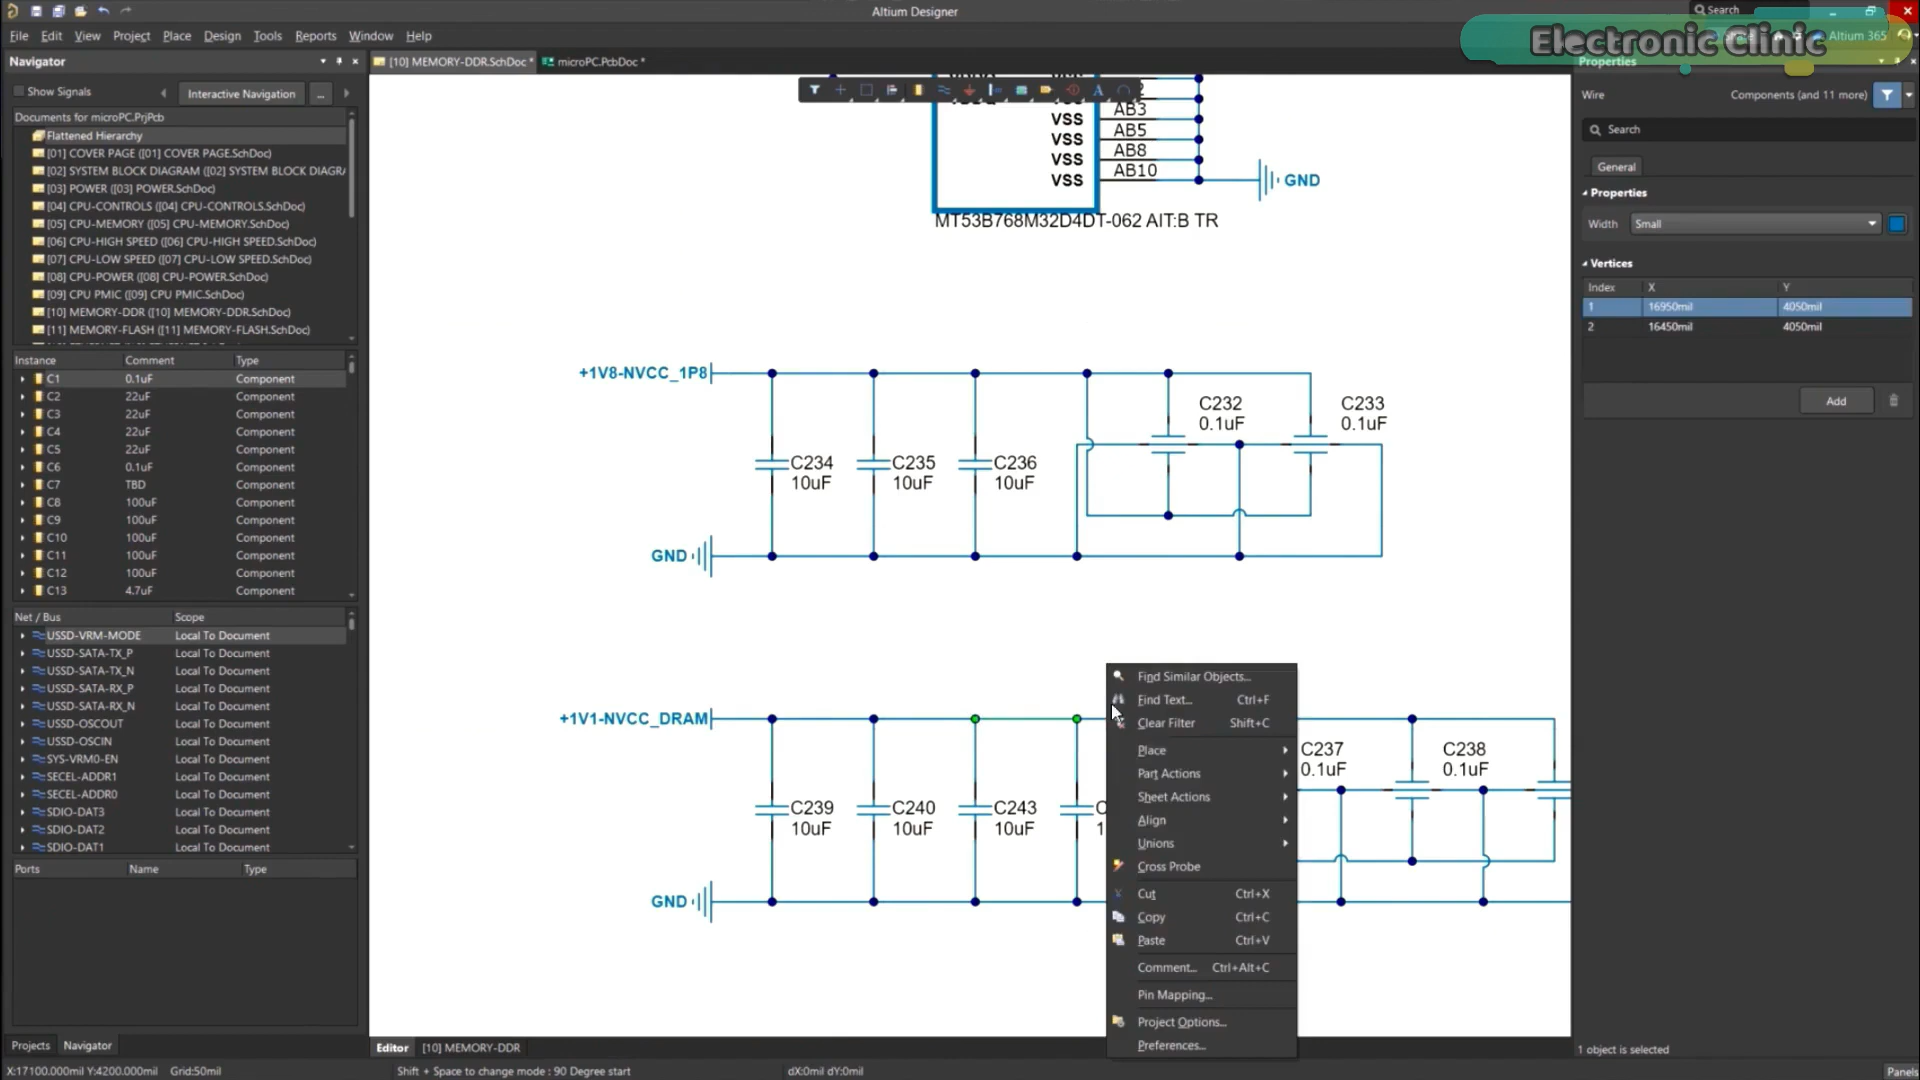 Altium Designer
Search
File Edit View Project Place Design Tools Reports Window Help
Altium 365
Electronic Clinic
Navigator
[10] MEMORY-DDR.SchDoc *
microPC.PcbDoc *
Properties
Show Signals
Interactive Navigation
...
Wire
Components (and 11 more)
Documents for microPC.PrjPcb
Search
Flattened Hierarchy
[01] COVER PAGE ([01] COVER PAGE.SchDoc)
[02] SYSTEM BLOCK DIAGRAM ([02] SYSTEM BLOCK DIAGRA
[03] POWER ([03] POWER.SchDoc)
[04] CPU-CONTROLS ([04] CPU-CONTROLS.SchDoc)
[05] CPU-MEMORY ([05] CPU-MEMORY.SchDoc)
[06] CPU-HIGH SPEED ([06] CPU-HIGH SPEED.SchDoc)
[07] CPU-LOW SPEED ([07] CPU-LOW SPEED.SchDoc)
[08] CPU-POWER ([08] CPU-POWER.SchDoc)
[09] CPU PMIC ([09] CPU PMIC.SchDoc)
[10] MEMORY-DDR ([10] MEMORY-DDR.SchDoc)
[11] MEMORY-FLASH ([11] MEMORY-FLASH.SchDoc)
VSS AB3
VSS AB5
VSS AB8
VSS AB10
GND
MT53B768M32D4DT-062 AIT:B TR
General
Properties
Width Small
Vertices
Index X Y
1 16950mil 4050mil
2 16450mil 4050mil
Add
Instance Comment Type
C1 0.1uF Component
C2 22uF Component
C3 22uF Component
C4 22uF Component
C5 22uF Component
C6 0.1uF Component
C7 TBD Component
C8 100uF Component
C9 100uF Component
C10 100uF Component
C11 100uF Component
C12 100uF Component
C13 4.7uF Component
+1V8-NVCC_1P8
C232
0.1uF
C233
0.1uF
C234
10uF
C235
10uF
C236
10uF
GND
Net / Bus Scope
USSD-VRM-MODE Local To Document
USSD-SATA-TX_P Local To Document
USSD-SATA-TX_N Local To Document
USSD-SATA-RX_P Local To Document
USSD-SATA-RX_N Local To Document
USSD-OSCOUT Local To Document
USSD-OSCIN Local To Document
SYS-VRM0-EN Local To Document
SECEL-ADDR1 Local To Document
SECEL-ADDR0 Local To Document
SDIO-DAT3 Local To Document
SDIO-DAT2 Local To Document
SDIO-DAT1 Local To Document
Ports Name Type
+1V1-NVCC_DRAM
C239
10uF
C240
10uF
C243
10uF
C
1
C237
0.1uF
C238
0.1uF
GND
Find Similar Objects...
Find Text... Ctrl+F
Clear Filter Shift+C
Place
Part Actions
Sheet Actions
Align
Unions
Cross Probe
Cut Ctrl+X
Copy Ctrl+C
Paste Ctrl+V
Comment... Ctrl+Alt+C
Pin Mapping...
Project Options...
Preferences...
Projects Navigator
Editor [10] MEMORY-DDR
1 object is selected
X:17100.000mil Y:4200.000mil Grid:50mil
Shift + Space to change mode : 90 Degree start
dX:0mil dY:0mil
Panels